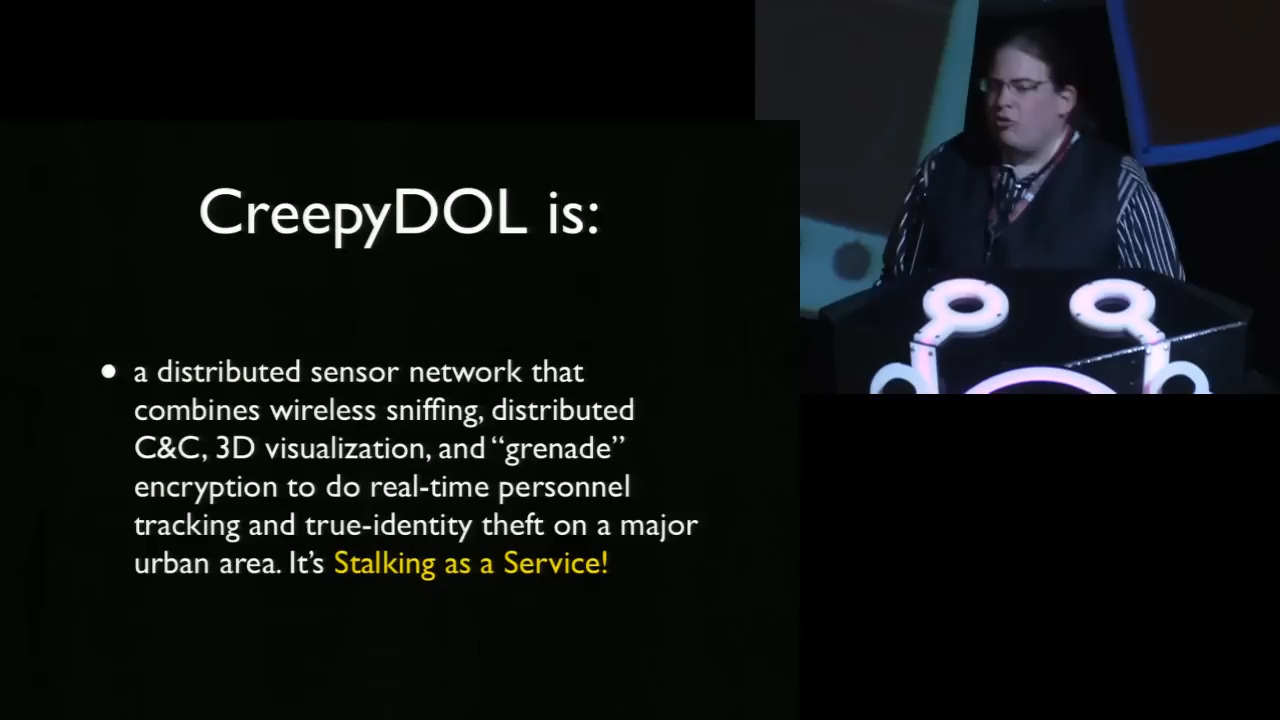 CreepyDOL is:
• a distributed sensor network that
combines wireless sniffing, distributed
C&C, 3D visualization, and “grenade”
encryption to do real-time personnel
tracking and true-identity theft on a major
urban area. It’s Stalking as a Service!